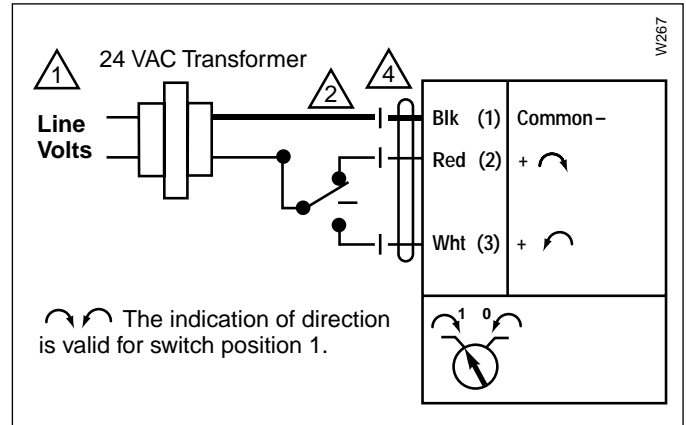 W267
1
24 VAC Transformer
2
4
Line
Volts
Blk (1) Common –
Red (2) +
Wht (3) +
The indication of direction
is valid for switch position 1.
1 0